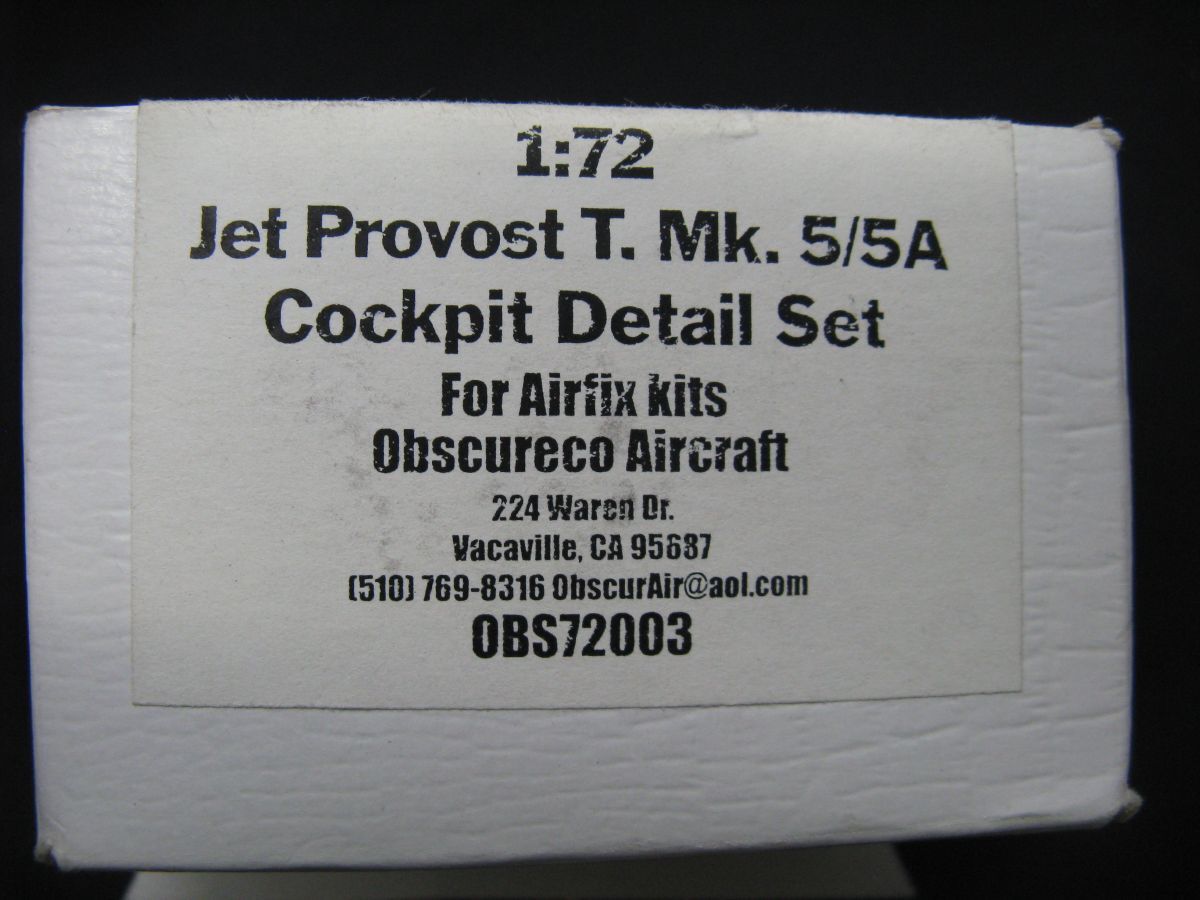 1:72
Jet Provost T. Mk. 5/5A
Cockpit Detail Set
For Airfix kits
Obscureco Aircraft
224 Waren Dr.
Vacaville, CA 95687
(510) 769-8316 ObscurAir@aol.com
OBS72003